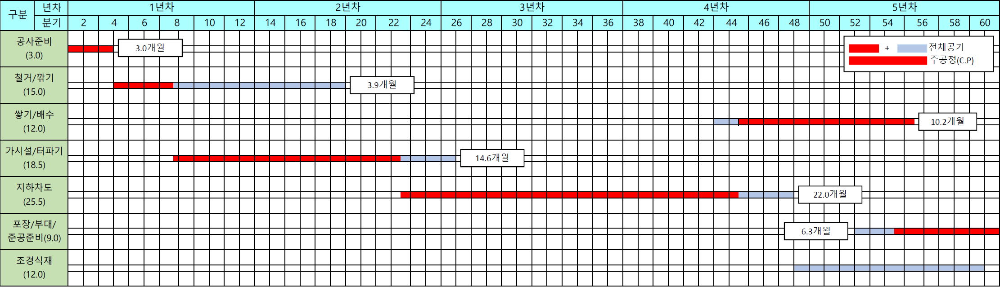 구분 년차 1년차 2년차 3년차 4년차 5년차
분기 2 4 6 8 10 12 14 16 18 20 22 24 26 28 30 32 34 36 38 40 42 44 46 48 50 52 54 56 58 60
공사준비
(3.0)
3.0개월
+ 전체공기
주공정(C.P)
철거/깎기
(15.0)
3.9개월
쌓기/배수
(12.0)
10.2개월
가시설/터파기
(18.5)
14.6개월
지하차도
(25.5)
22.0개월
포장/부대/
준공준비(9.0)
6.3개월
조경식재
(12.0)